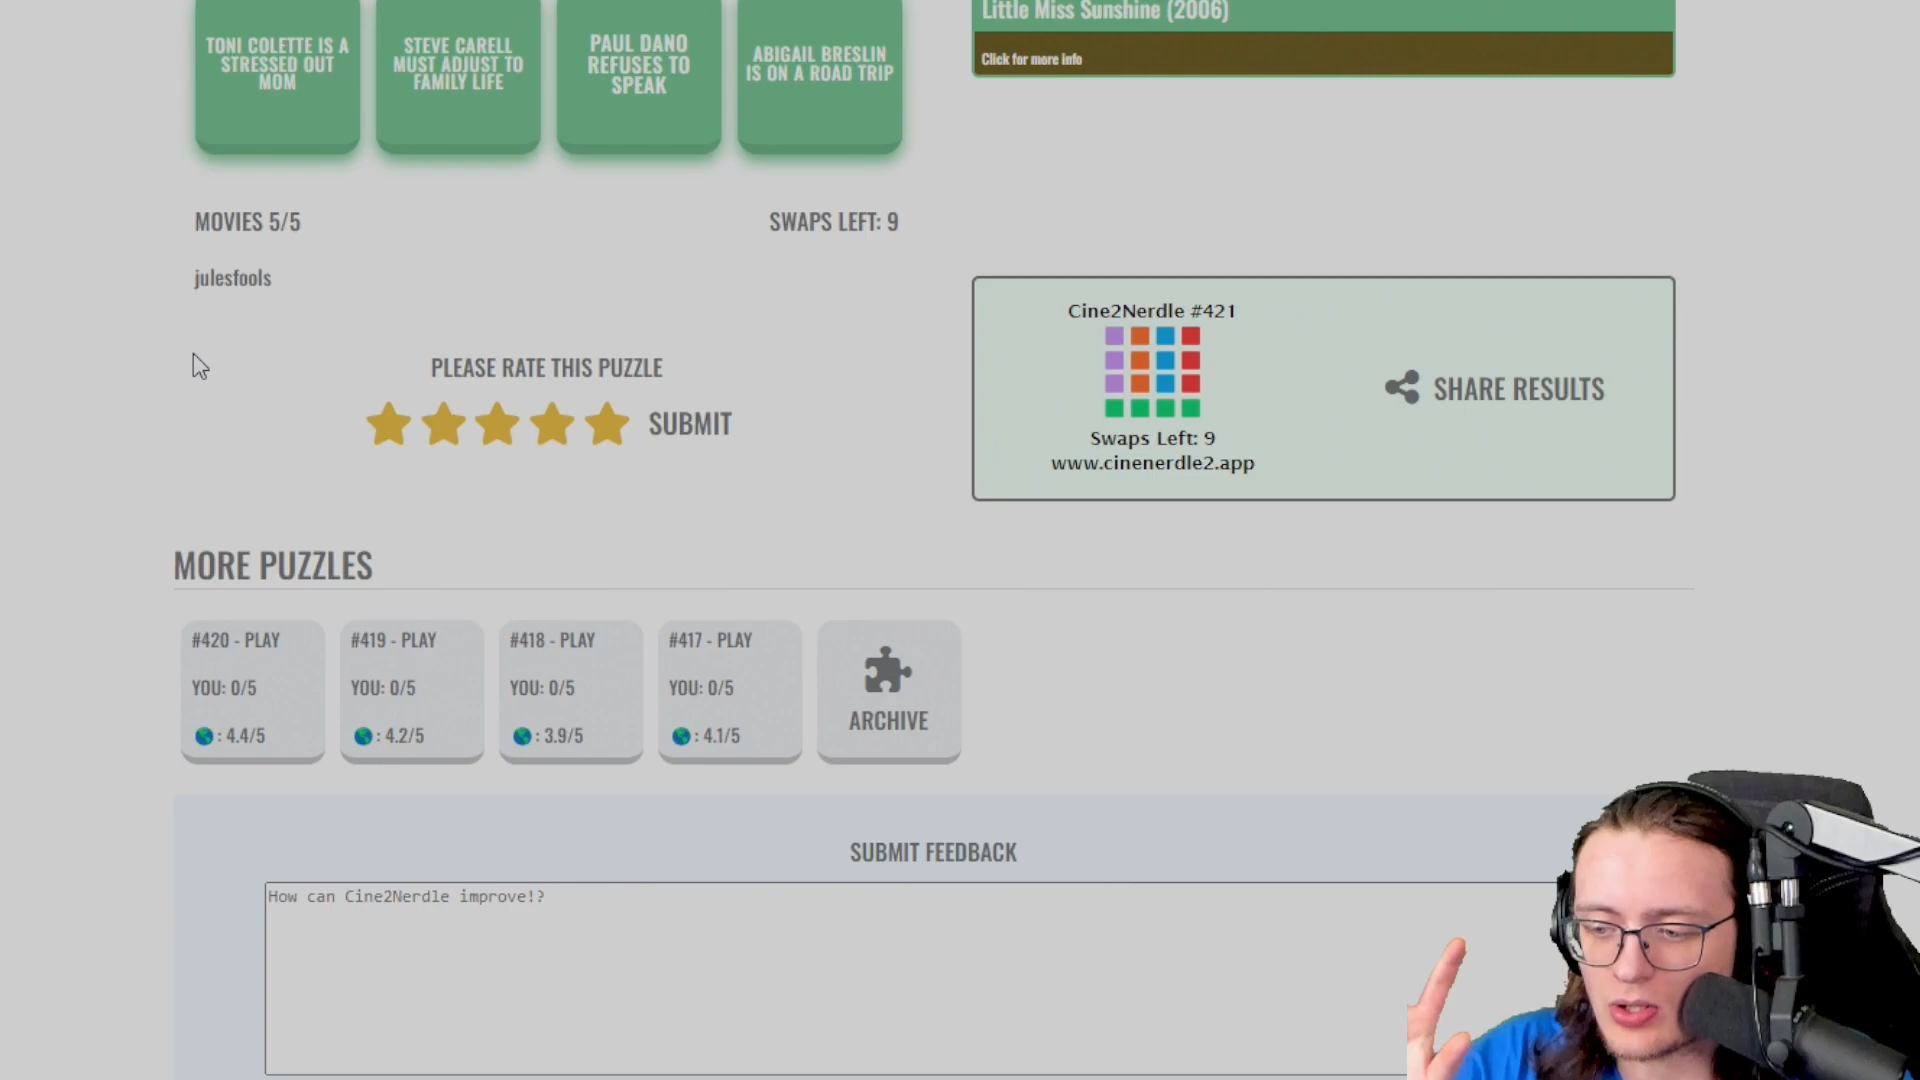 TONI COLETTE IS A
STRESSED OUT
MOM
STEVE CARELL
MUST ADJUST TO
FAMILY LIFE
PAUL DANO
REFUSES TO
SPEAK
ABIGAIL BRESLIN
IS ON A ROAD TRIP
Little Miss Sunshine (2006)
Click for more info
MOVIES 5/5
SWAPS LEFT: 9
julesfools
PLEASE RATE THIS PUZZLE
SUBMIT
Cine2Nerdle #421
Swaps Left: 9
www.cinenerdle2.app
SHARE RESULTS
MORE PUZZLES
#420 - PLAY
YOU: 0/5
: 4.4/5
#419 - PLAY
YOU: 0/5
: 4.2/5
#418 - PLAY
YOU: 0/5
: 3.9/5
#417 - PLAY
YOU: 0/5
: 4.1/5
ARCHIVE
SUBMIT FEEDBACK
How can Cine2Nerdle improve!?